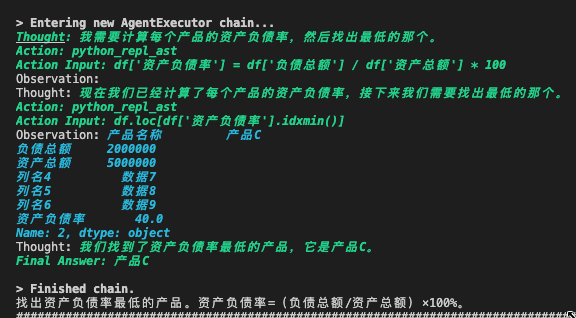 > Entering new AgentExecutor chain...
Thought: 我需要计算每个产品的资产负债率，然后找出最低的那个。
Action: python_repl_ast
Action Input: df['资产负债率'] = df['负债总额'] / df['资产总额'] * 100
Observation:
Thought: 现在我们已经计算了每个产品的资产负债率，接下来我们需要找出最低的那个。
Action: python_repl_ast
Action Input: df.loc[df['资产负债率'].idxmin()]
Observation: 产品名称 产品C
负债总额 2000000
资产总额 5000000
列名4 数据7
列名5 数据8
列名6 数据9
资产负债率 40.0
Name: 2, dtype: object
Thought: 我们找到了资产负债率最低的产品，它是产品C。
Final Answer: 产品C
> Finished chain.
找出资产负债率最低的产品。资产负债率=（负债总额/资产总额）×100%。